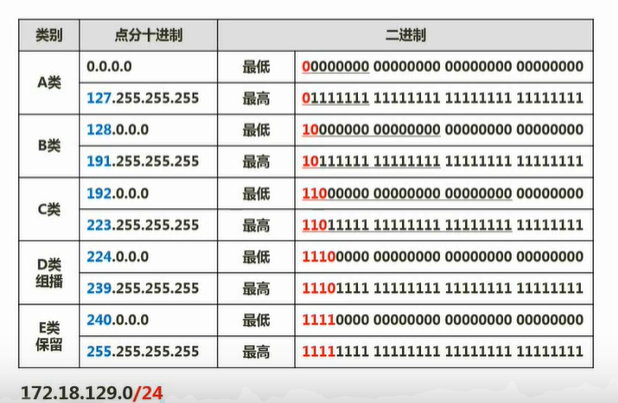 类别 点分十进制 二进制
A类
0.0.0.0 最低 00000000 00000000 00000000 00000000
127.255.255.255 最高 01111111 11111111 11111111 11111111
B类
128.0.0.0 最低 10000000 00000000 00000000 00000000
191.255.255.255 最高 10111111 11111111 11111111 11111111
C类
192.0.0.0 最低 11000000 00000000 00000000 00000000
223.255.255.255 最高 11011111 11111111 11111111 11111111
D类
组播
224.0.0.0 最低 11100000 00000000 00000000 00000000
239.255.255.255 最高 11101111 11111111 11111111 11111111
E类
保留
240.0.0.0 最低 11110000 00000000 00000000 00000000
255.255.255.255 最高 11111111 11111111 11111111 11111111
172.18.129.0/24